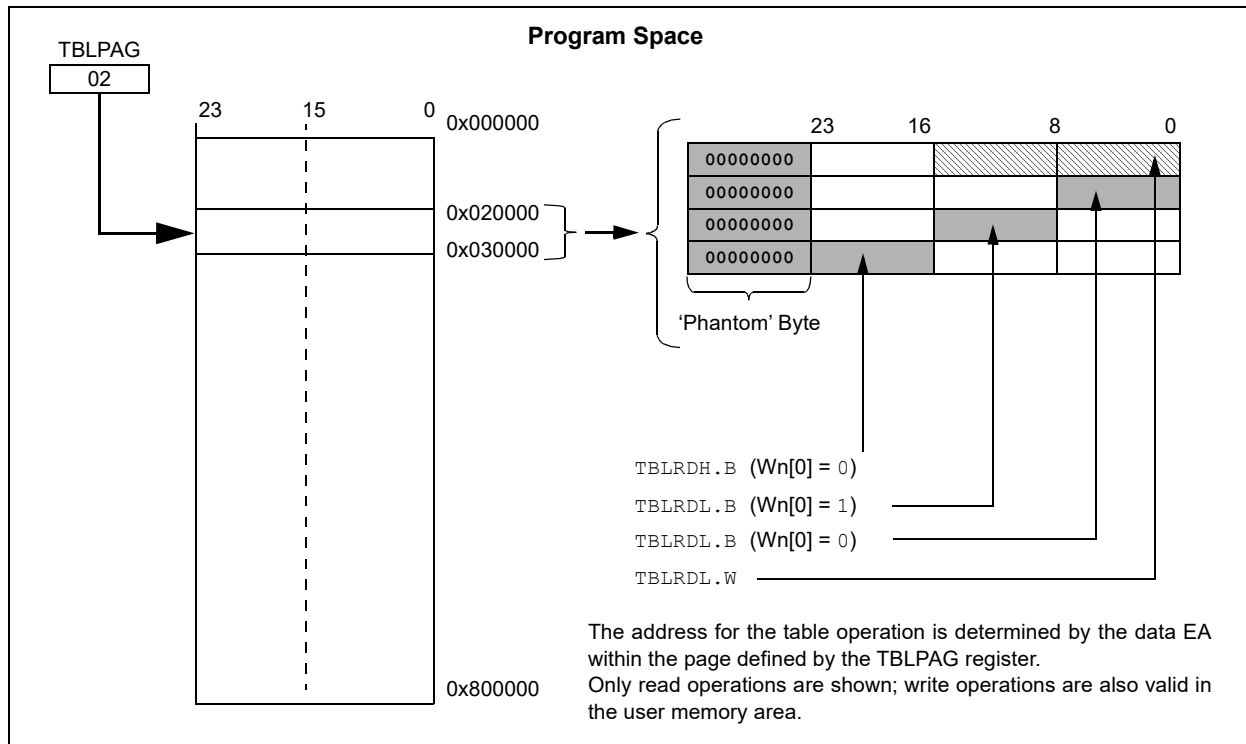 Program Space
TBLPAG
02
23 15 0
0x000000
0x020000
0x030000
0x800000
23 16 8 0
00000000
00000000
00000000
00000000
‘Phantom’ Byte
TBLRDH.B (Wn[0] = 0)
TBLRDL.B (Wn[0] = 1)
TBLRDL.B (Wn[0] = 0)
TBLRDL.W
The address for the table operation is determined by the data EA
within the page defined by the TBLPAG register.
Only read operations are shown; write operations are also valid in
the user memory area.